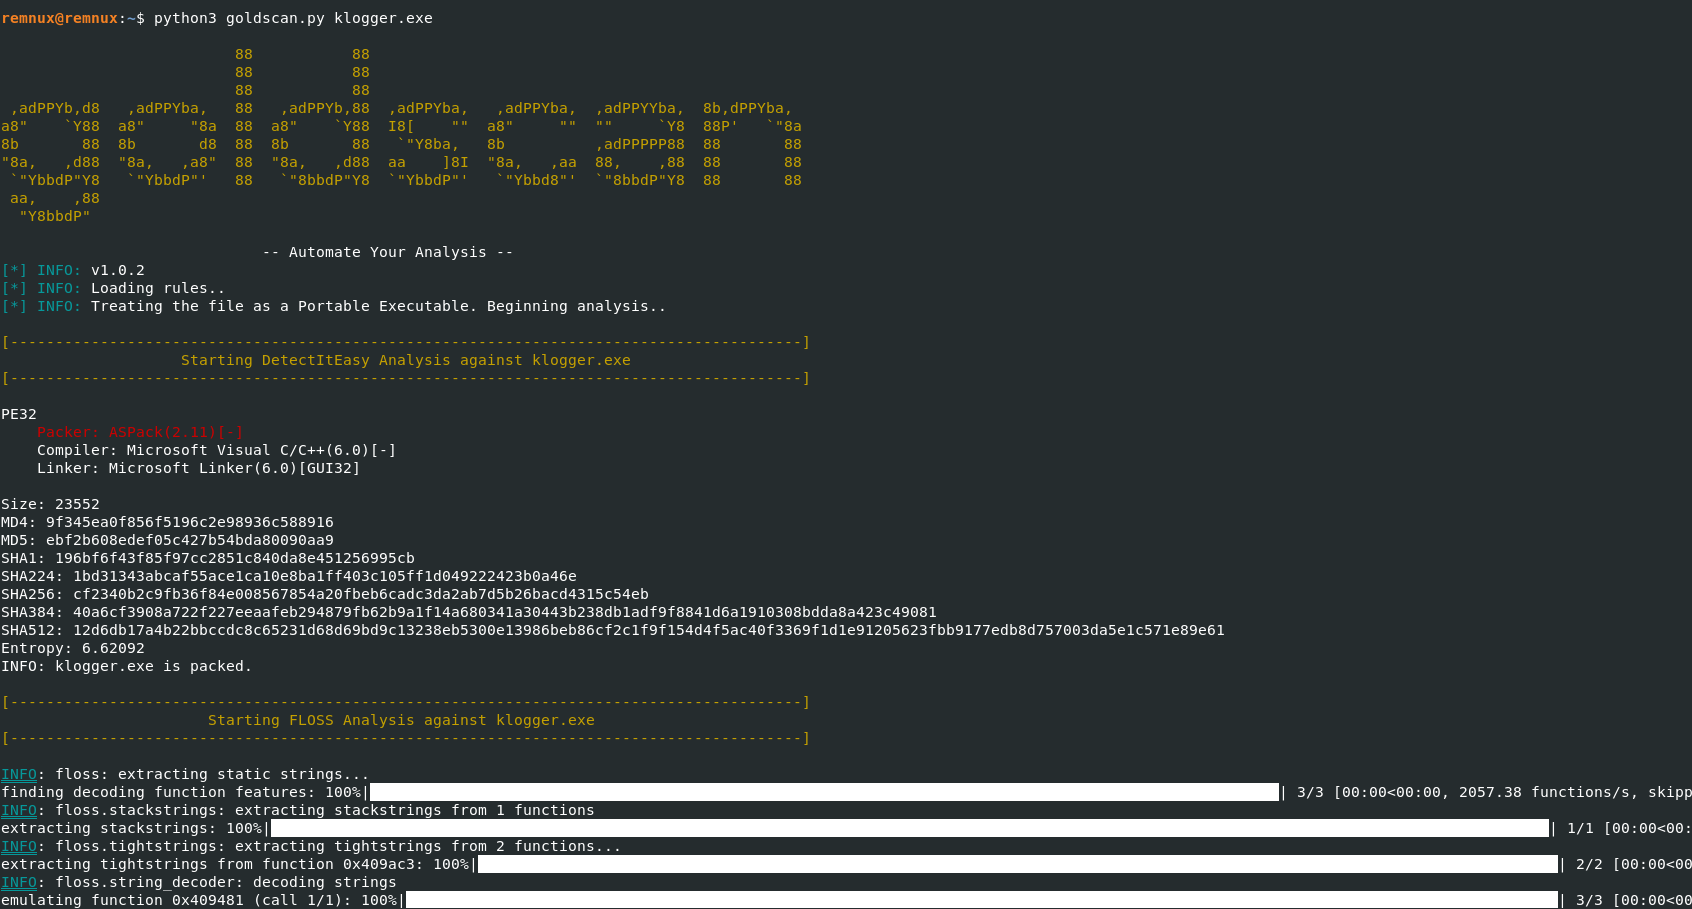 remnux@remnux:~$ python3 goldscan.py klogger.exe
                          88           88
                          88           88
                          88           88
 ,adPPYb,d8   ,adPPYba,   88   ,adPPYb,88  ,adPPYba,   ,adPPYba,  ,adPPYYba,  8b,dPPYba,
a8"    `Y88  a8"     "8a  88  a8"    `Y88  I8[    ""  a8"     ""  ""     `Y8  88P'   `"8a
8b       88  8b       d8  88  8b       88   `"Y8ba,   8b          ,adPPPPP88  88       88
"8a,   ,d88  "8a,   ,a8"  88  "8a,   ,d88  aa    ]8I  "8a,   ,aa  88,    ,88  88       88
 `"YbbdP"Y8   `"YbbdP"'   88   `"8bbdP"Y8  `"YbbdP"'   `"Ybbd8"'  `"8bbdP"Y8  88       88
 aa,    ,88
  "Y8bbdP"
-- Automate Your Analysis --
[*] INFO: v1.0.2
[*] INFO: Loading rules..
[*] INFO: Treating the file as a Portable Executable. Beginning analysis..
[----------------------------------------------------------------------------------------]
Starting DetectItEasy Analysis against klogger.exe
[----------------------------------------------------------------------------------------]
PE32
    Packer: ASPack(2.11)[-]
    Compiler: Microsoft Visual C/C++(6.0)[-]
    Linker: Microsoft Linker(6.0)[GUI32]
Size: 23552
MD4: 9f345ea0f856f5196c2e98936c588916
MD5: ebf2b608edef05c427b54bda80090aa9
SHA1: 196bf6f43f85f97cc2851c840da8e451256995cb
SHA224: 1bd31343abcaf55ace1ca10e8ba1ff403c105ff1d049222423b0a46e
SHA256: cf2340b2c9fb36f84e008567854a20fbeb6cadc3da2ab7d5b26bacd4315c54eb
SHA384: 40a6cf3908a722f227eeaafeb294879fb62b9a1f14a680341a30443b238db1adf9f8841d6a1910308bdda8a423c49081
SHA512: 12d6db17a4b22bbccdc8c65231d68d69bd9c13238eb5300e13986beb86cf2c1f9f154d4f5ac40f3369f1d1e91205623fbb9177edb8d757003da5e1c571e89e61
Entropy: 6.62092
INFO: klogger.exe is packed.
[----------------------------------------------------------------------------------------]
Starting FLOSS Analysis against klogger.exe
[----------------------------------------------------------------------------------------]
INFO: floss: extracting static strings...
finding decoding function features: 100%| | 3/3 [00:00<00:00, 2057.38 functions/s, skipp
INFO: floss.stackstrings: extracting stackstrings from 1 functions
extracting stackstrings: 100%| | 1/1 [00:00<00:
INFO: floss.tightstrings: extracting tightstrings from 2 functions...
extracting tightstrings from function 0x409ac3: 100%| | 2/2 [00:00<00
INFO: floss.string_decoder: decoding strings
emulating function 0x409481 (call 1/1): 100%| | 3/3 [00:00<00